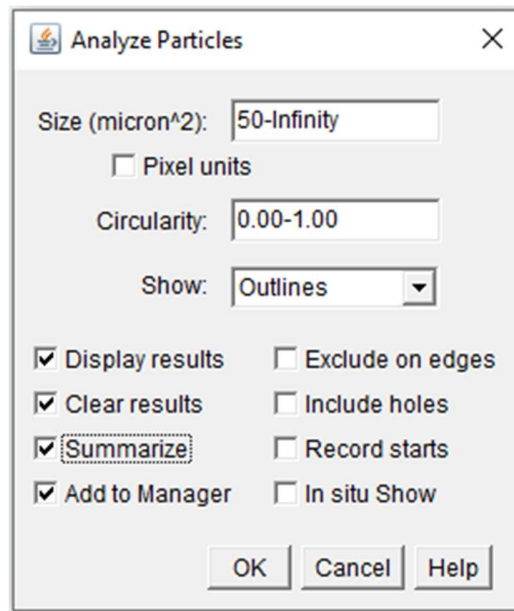 Analyze Particles
Size (micron^2): 50-Infinity
Pixel units
Circularity: 0.00-1.00
Show: Outlines
Display results Exclude on edges
Clear results Include holes
Summarize Record starts
Add to Manager In situ Show
OK Cancel Help